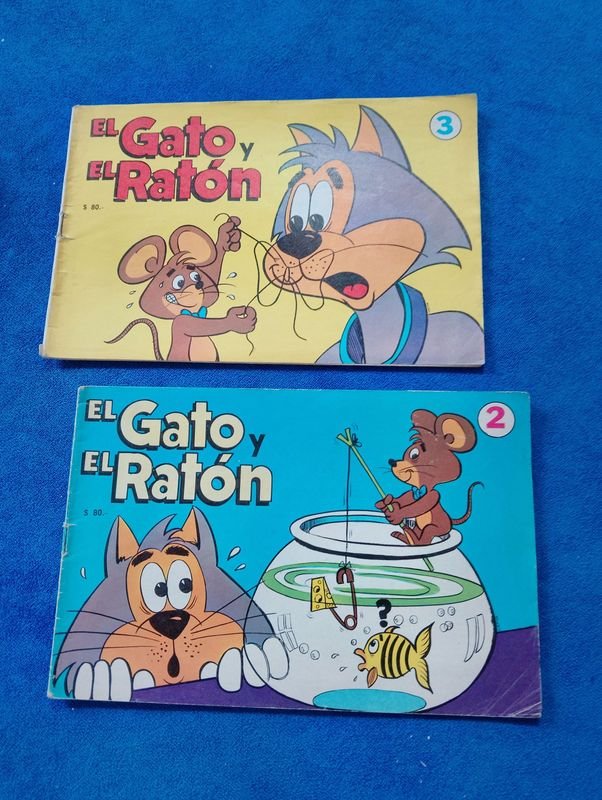 EL Gato y
EL Ratón
3
$ 80.-
EL Gato y
EL Ratón
2
$ 80.-
?